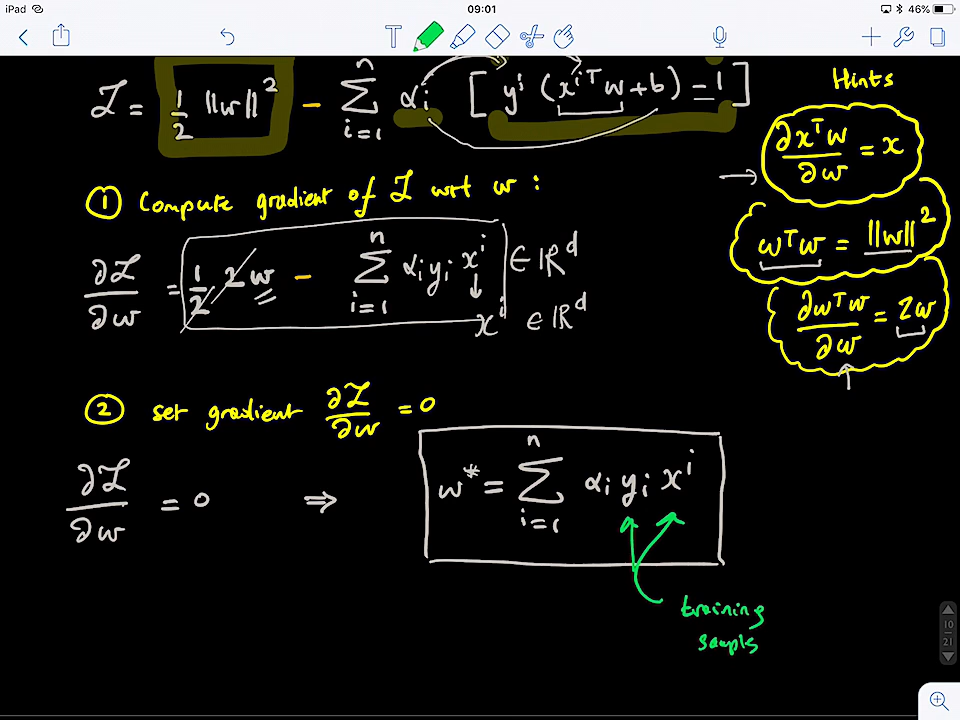 iPad 09:01 46%
T
ℒ = 1/2 ||w||² − Σ_{i=1}^{n} αi [ yⁱ (xⁱᵀw + b) − 1 ]
Hints
∂xᵀw/∂w = x
① Compute gradient of ℒ wrt w :
wᵀw = ||w||²
∂ℒ/∂w = 1/2 2w − Σ_{i=1}^{n} αi yi xⁱ ∈ ℝᵈ
xⁱ ∈ ℝᵈ
∂wᵀw/∂w = 2w
② set gradient ∂ℒ/∂w = 0
∂ℒ/∂w = 0 ⇒ w* = Σ_{i=1}^{n} αi yi xⁱ
training
sample
10
21